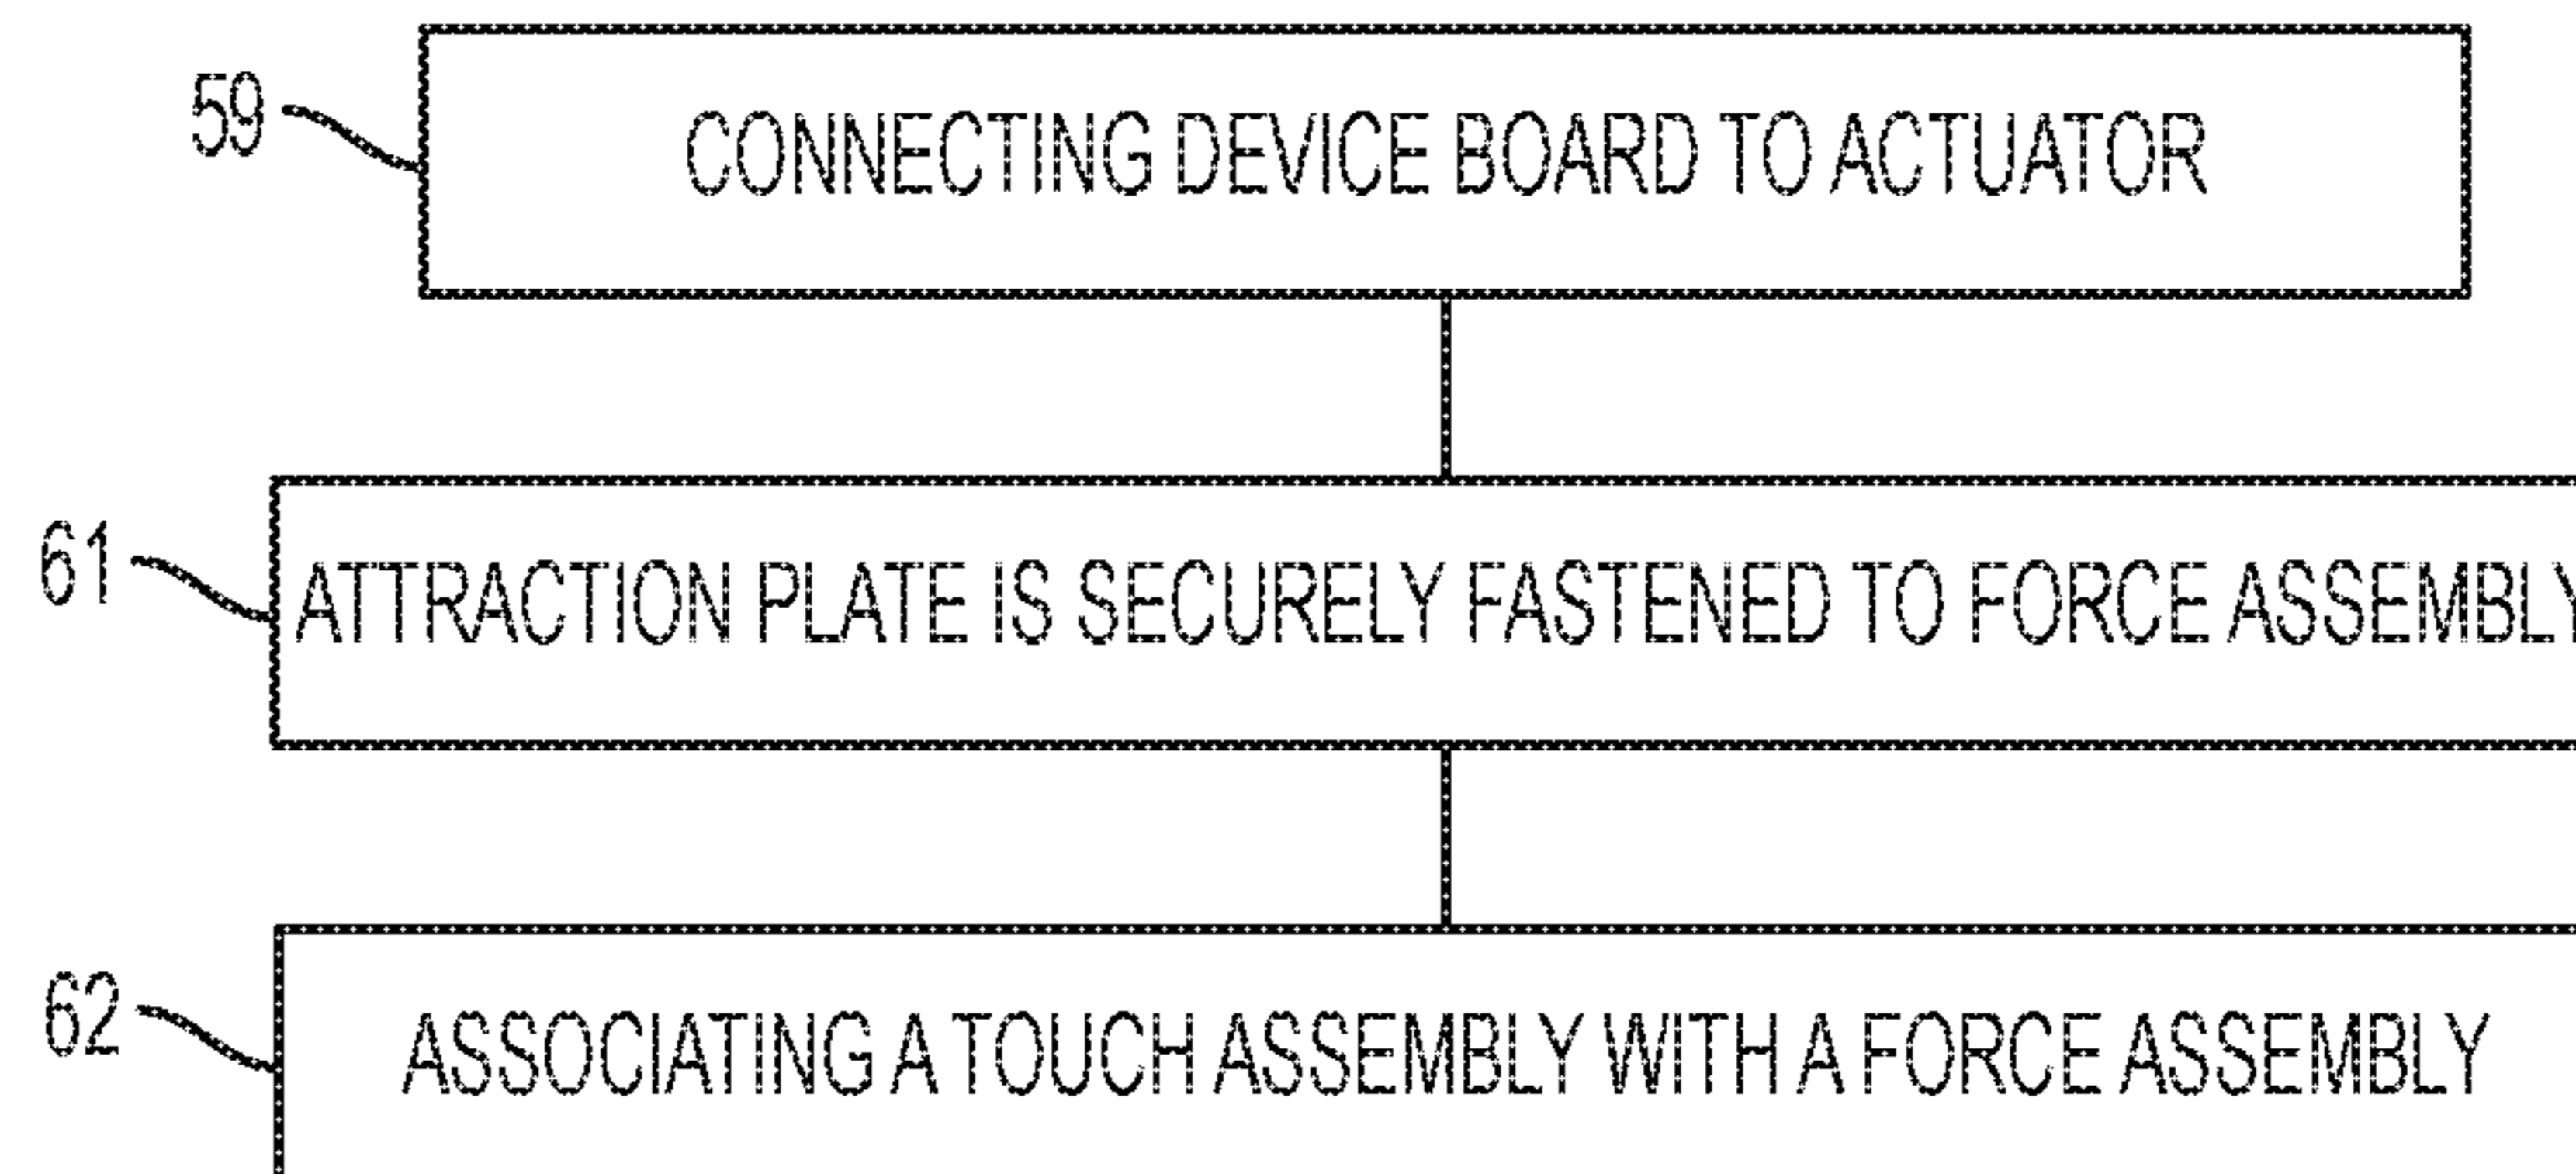 59
CONNECTING DEVICE BOARD TO ACTUATOR
61
ATTRACTION PLATE IS SECURELY FASTENED TO FORCE ASSEMBLY
62
ASSOCIATING A TOUCH ASSEMBLY WITH A FORCE ASSEMBLY